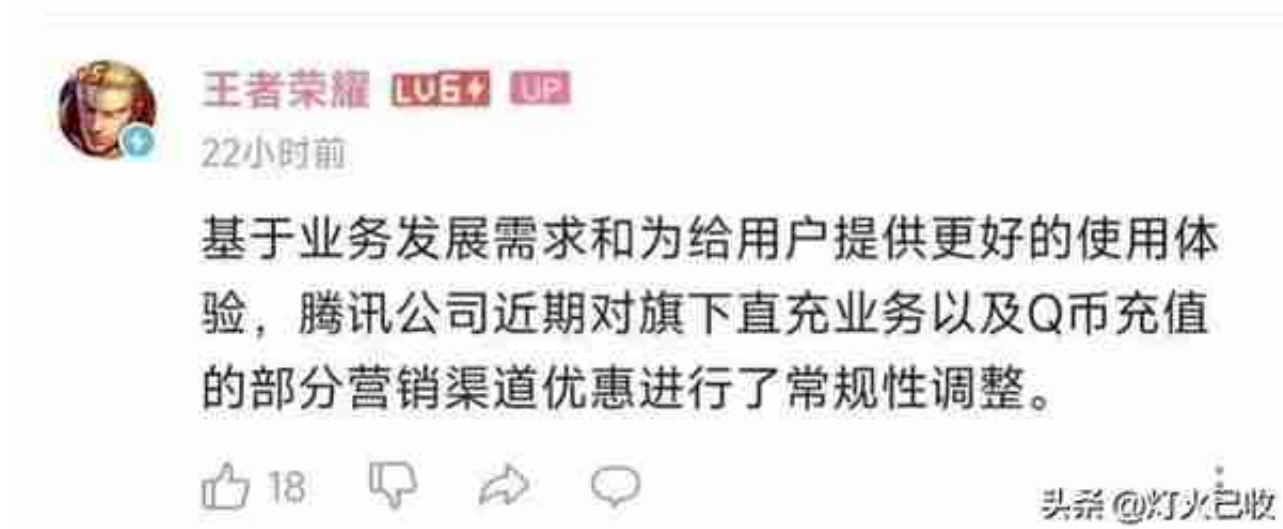 王者荣耀 LV6 UP
22小时前
基于业务发展需求和为给用户提供更好的使用体
验，腾讯公司近期对旗下直充业务以及Q币充值
的部分营销渠道优惠进行了常规性调整。
18
头条 @灯火已收